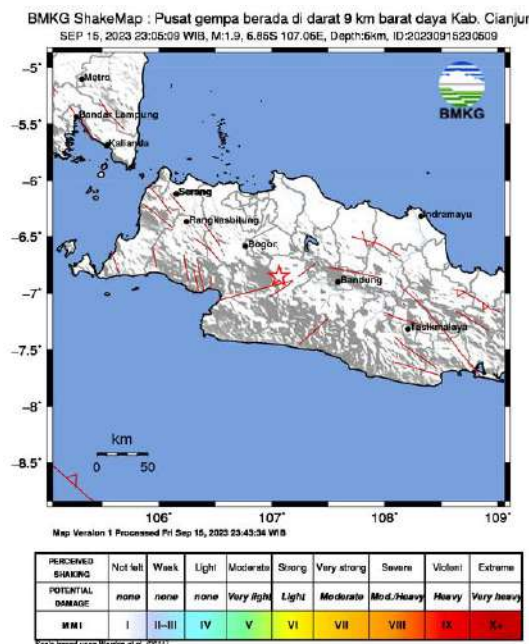 BMKG ShakeMap : Pusat gempa berada di darat 9 km barat daya Kab. Cianjur
SEP 15, 2023 23:05:09 WIB, M:1.9, 6.85S 107.06E, Depth:6km, ID:20230915230509
-5°
Metro
BMKG
Bandar Lampung
-5.5°
Kalianda
-6°
Serang
Rangkasbitung
Indramayu
-6.5°
Bogor
Bandung
-7°
Tasikmalaya
-7.5°
-8°
km
0 50
-8.5°
106° 107° 108° 109°
Map Version 1 Processed Fri Sep 15, 2023 23:43:34 WIB
PERCEIVED SHAKING Not felt Weak Light Moderate Strong Very strong Severe Violent Extreme
POTENTIAL DAMAGE none none none Very light Light Moderate Mod./Heavy Heavy Very heavy
MMI I II-III IV V VI VII VIII IX X+